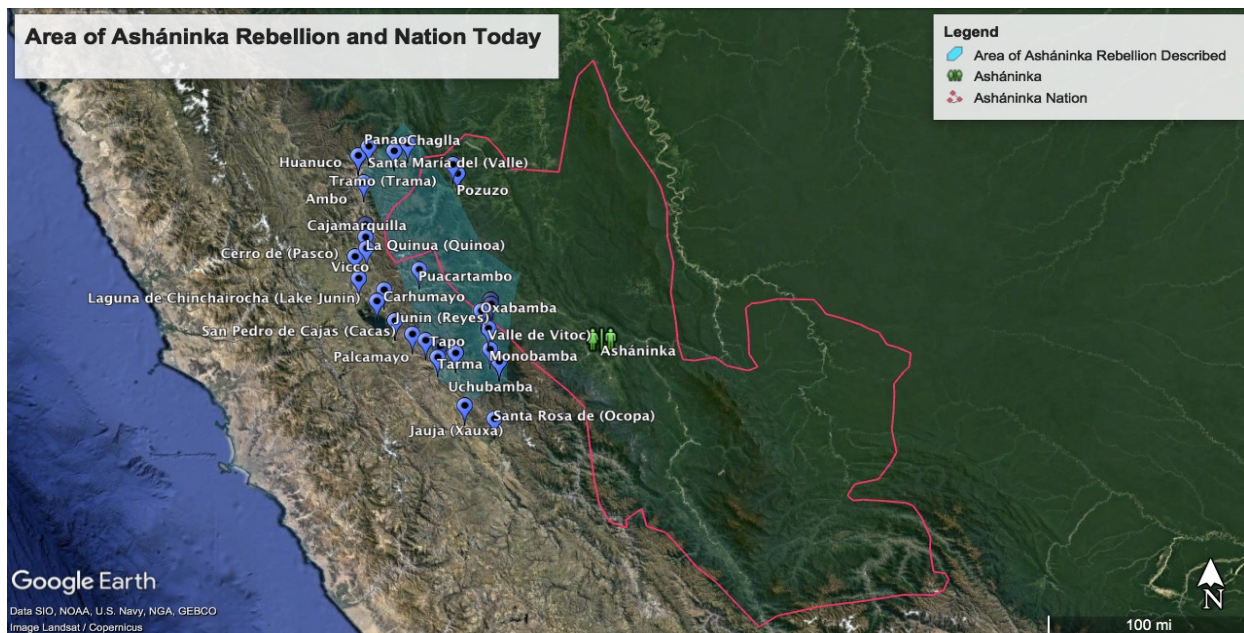 Area of Asháninka Rebellion and Nation Today
Legend
Area of Asháninka Rebellion Described
Asháninka
Asháninka Nation
Panao
Chaglla
Huanuco
Santa María del (Valle)
Tramo (Trama)
Pozuzo
Ambo
Cajamarquilla
La Quinua (Quinoa)
Cerro de (Pasco)
Vicco
Puacartambo
Laguna de Chinchairocha (Lake Junin)
Carhumayo
Oxabamba
Junin (Reyes)
San Pedro de Cajas (Cacas)
Valle de Vitoc)
Tapo
Asháninka
Palcamayo
Monobamba
Tarma
Uchubamba
Santa Rosa de (Ocopa)
Jauja (Xauxa)
Google Earth
Data SIO, NOAA, U.S. Navy, NGA, GEBCO
Image Landsat / Copernicus
N
100 mi